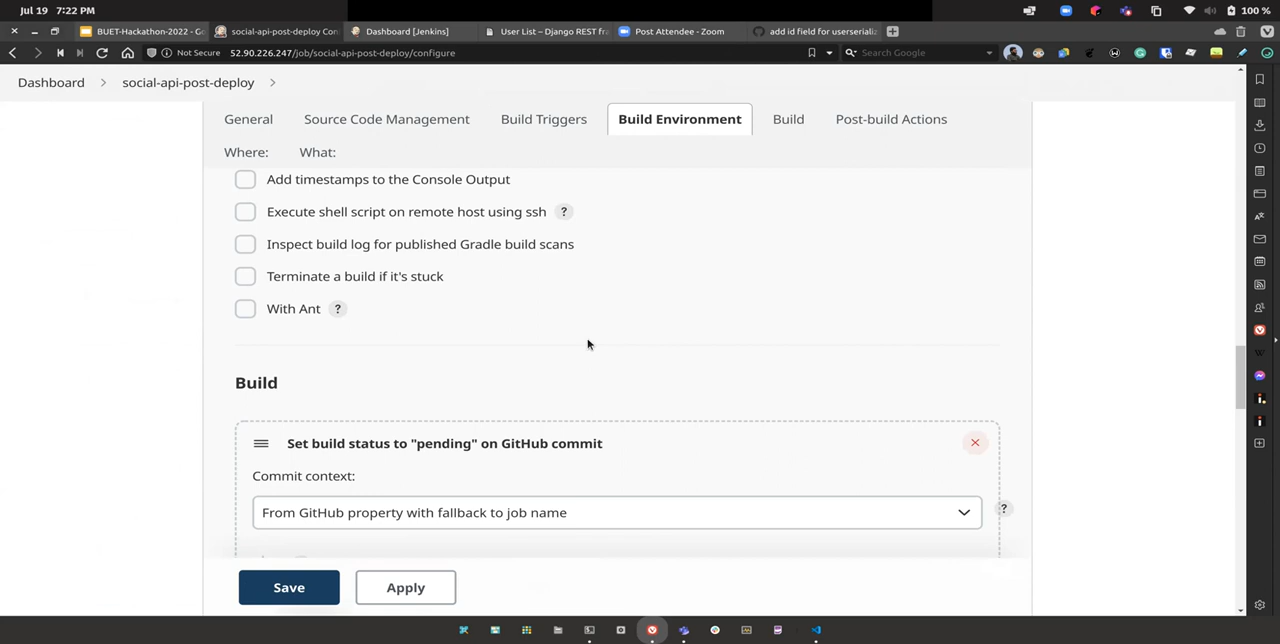 Jul 19 7:22 PM
100 %
BUET-Hackathon-2022 - Go
social-api-post-deploy Con
Dashboard [Jenkins]
User List – Django REST fra
Post Attendee - Zoom
add id field for userserializ
Not Secure
52.90.226.247/job/social-api-post-deploy/configure
Search Google
Dashboard
social-api-post-deploy
General
Source Code Management
Build Triggers
Build Environment
Build
Post-build Actions
Where:
What:
Add timestamps to the Console Output
Execute shell script on remote host using ssh ?
Inspect build log for published Gradle build scans
Terminate a build if it's stuck
With Ant ?
Build
Set build status to "pending" on GitHub commit
Commit context:
From GitHub property with fallback to job name
?
Save
Apply